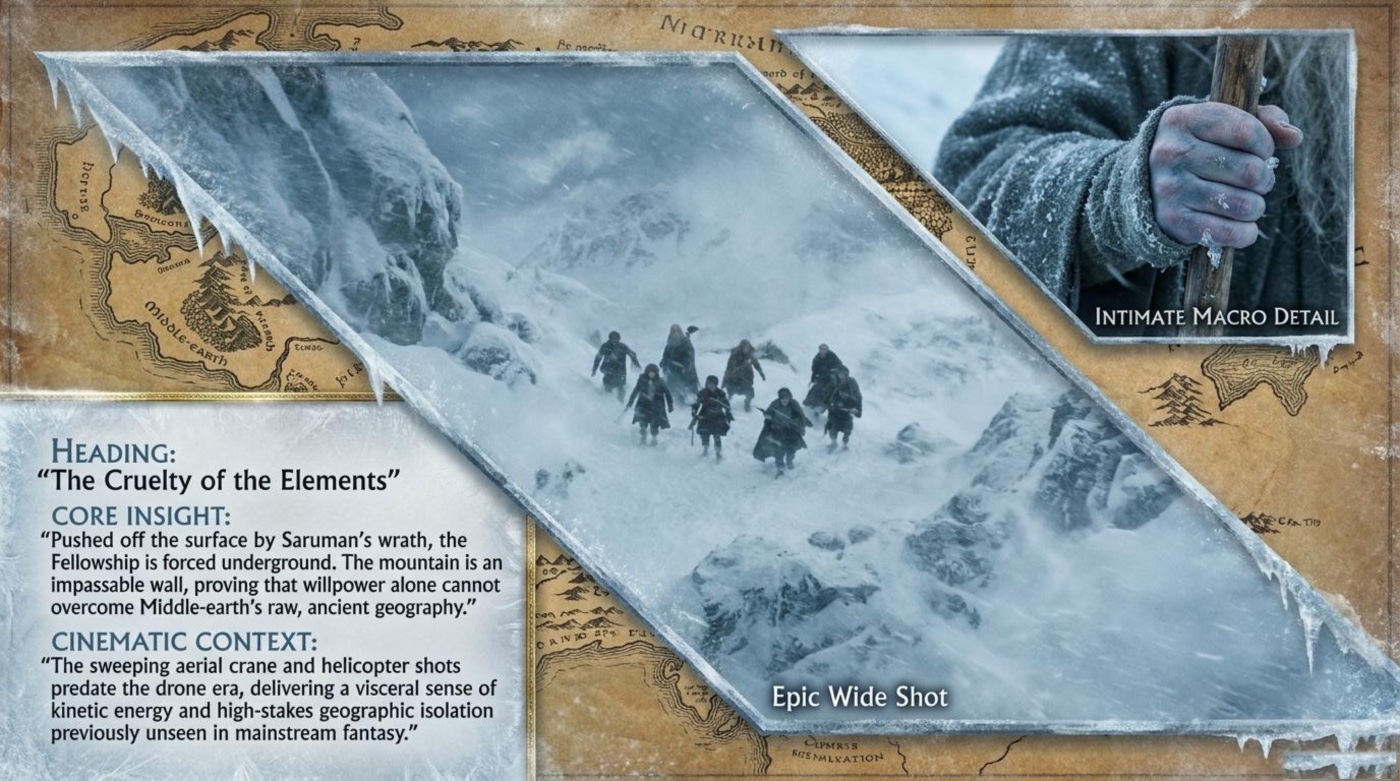 INTIMATE MACRO DETAIL
MIDDLE-EARTH
HEADING:
“The Cruelty of the Elements”
CORE INSIGHT:
“Pushed off the surface by Saruman’s wrath, the
Fellowship is forced underground. The mountain is an
impassable wall, proving that willpower alone cannot
overcome Middle-earth’s raw, ancient geography.”
CINEMATIC CONTEXT:
“The sweeping aerial crane and helicopter shots
predate the drone era, delivering a visceral sense of
kinetic energy and high-stakes geographic isolation
previously unseen in mainstream fantasy.”
Epic Wide Shot